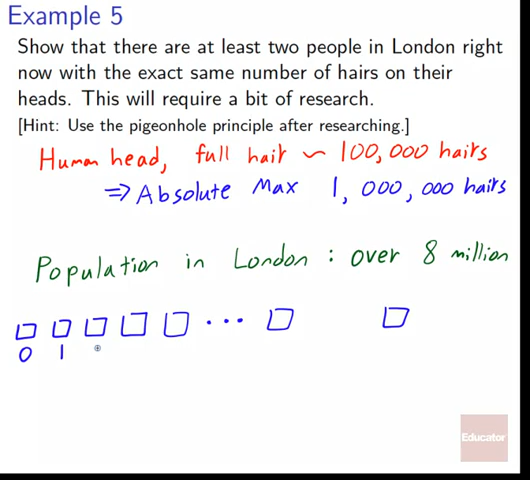 Example 5
Show that there are at least two people in London right
now with the exact same number of hairs on their
heads. This will require a bit of research.
[Hint: Use the pigeonhole principle after researching.]
Human head, full hair ~ 100,000 hairs
⇒ Absolute Max 1,000,000 hairs
Population in London : over 8 million
...
0 1
Educator